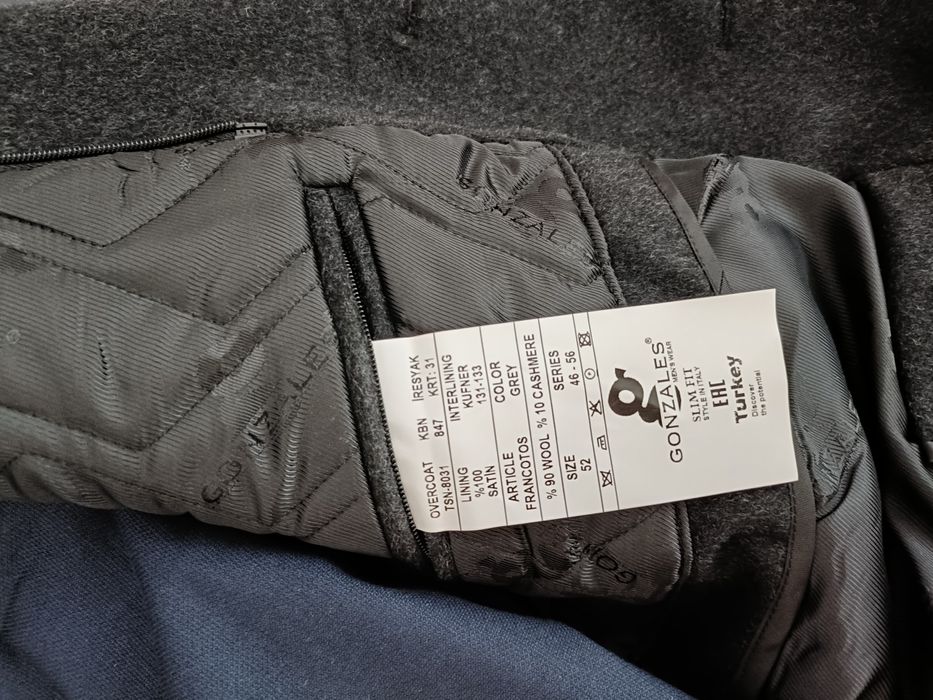 OVERCOAT KBN İRESYAK
TSN-8031 847 KRT: 31
LINING INTERLINING
%100 KUFNER
SATIN 131-133
ARTICLE COLOR
FRANCOTOS GREY
% 90 WOOL % 10 CASHMERE
SIZE SERIES
52 46 - 56
g
GONZALES®
MEN'S WEAR
SLIM FIT
STYLE IN ITALY
EAC
Turkey
Discover
the potential
GONZALES